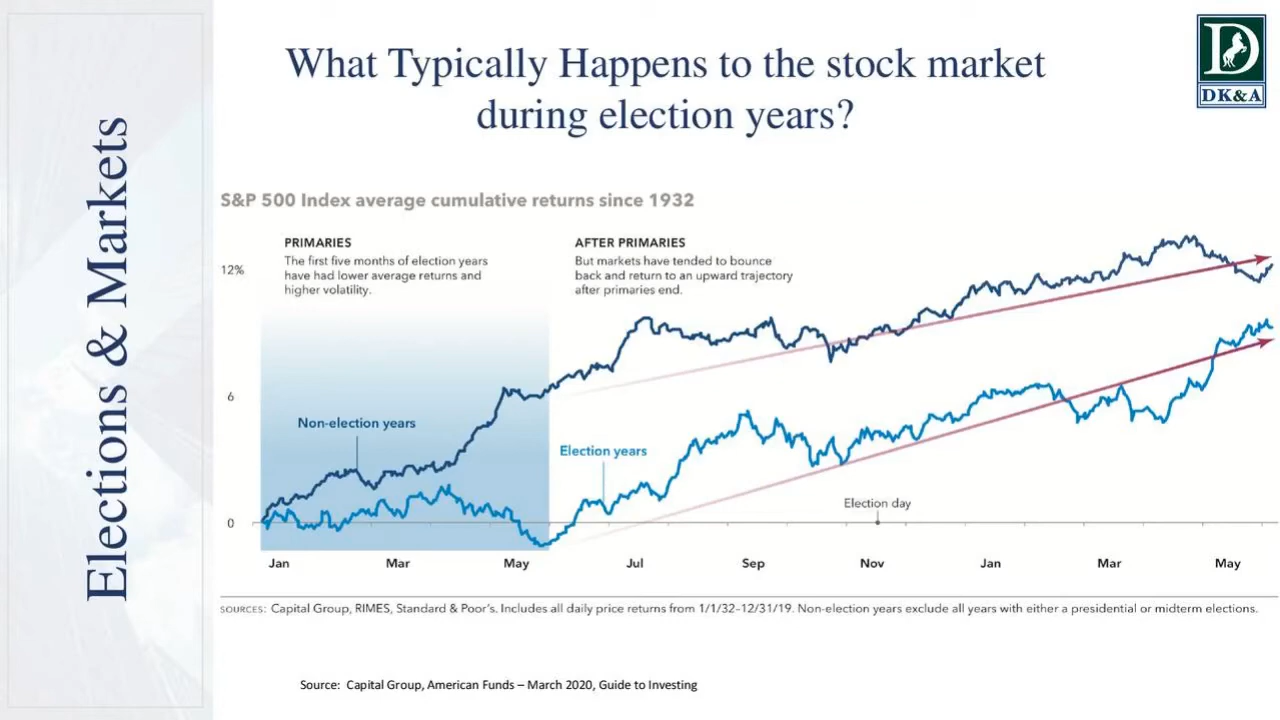 Elections & Markets
What Typically Happens to the stock market
during election years?
D
DK&A
S&P 500 Index average cumulative returns since 1932
PRIMARIES
The first five months of election years
have had lower average returns and
higher volatility.
AFTER PRIMARIES
But markets have tended to bounce
back and return to an upward trajectory
after primaries end.
12%
6
0
Non-election years
Election years
Election day
Jan Mar May Jul Sep Nov Jan Mar May
SOURCES: Capital Group, RIMES, Standard & Poor's. Includes all daily price returns from 1/1/32–12/31/19. Non-election years exclude all years with either a presidential or midterm elections.
Source: Capital Group, American Funds – March 2020, Guide to Investing